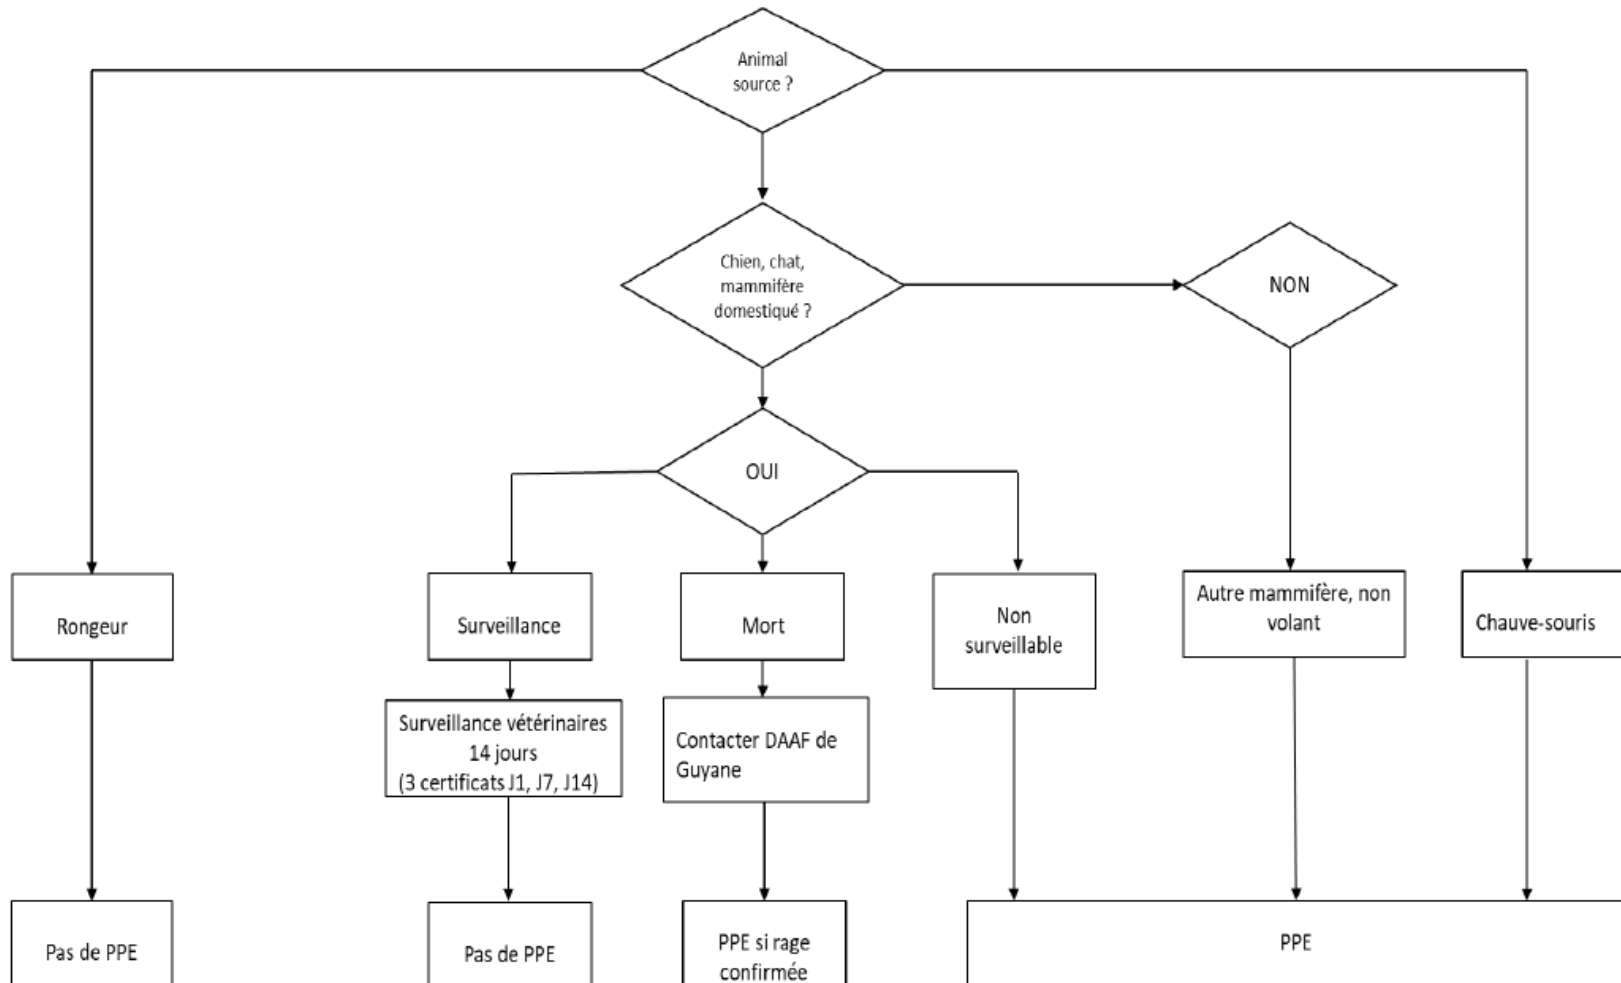 Animal
source ?
Chien, chat,
mammifère
domestiqué ?
NON
OUI
Rongeur
Surveillance
Mort
Non
surveillable
Autre mammifère, non
volant
Chauve-souris
Surveillance vétérinaires
14 jours
(3 certificats J1, J7, J14)
Contacter DAAF de
Guyane
Pas de PPE
Pas de PPE
PPE si rage
confirmée
PPE